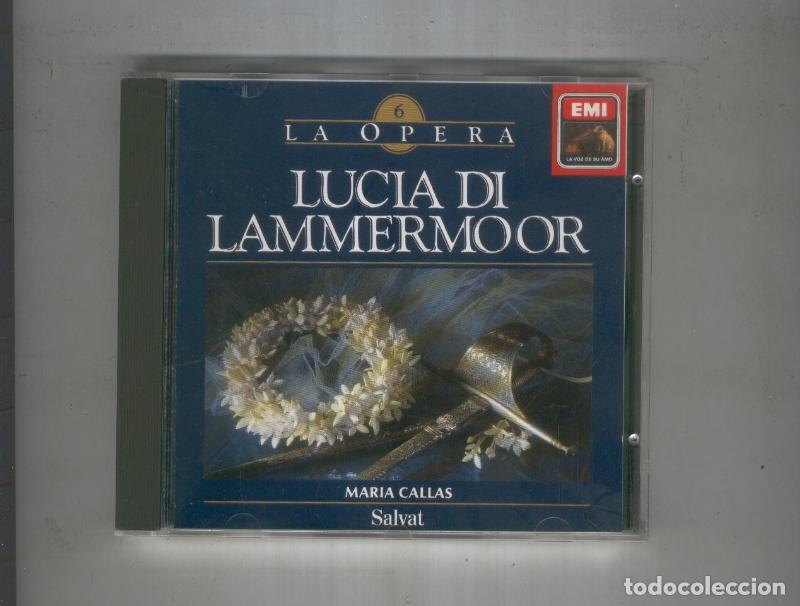 6
LA OPERA
EMI
LA VOZ DE SU AMO
LUCIA DI
LAMMERMOOR
MARIA CALLAS
Salvat
todocoleccion